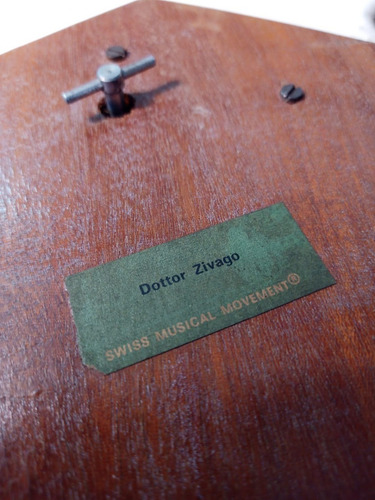 Dottor Zivago
SWISS MUSICAL MOVEMENT®